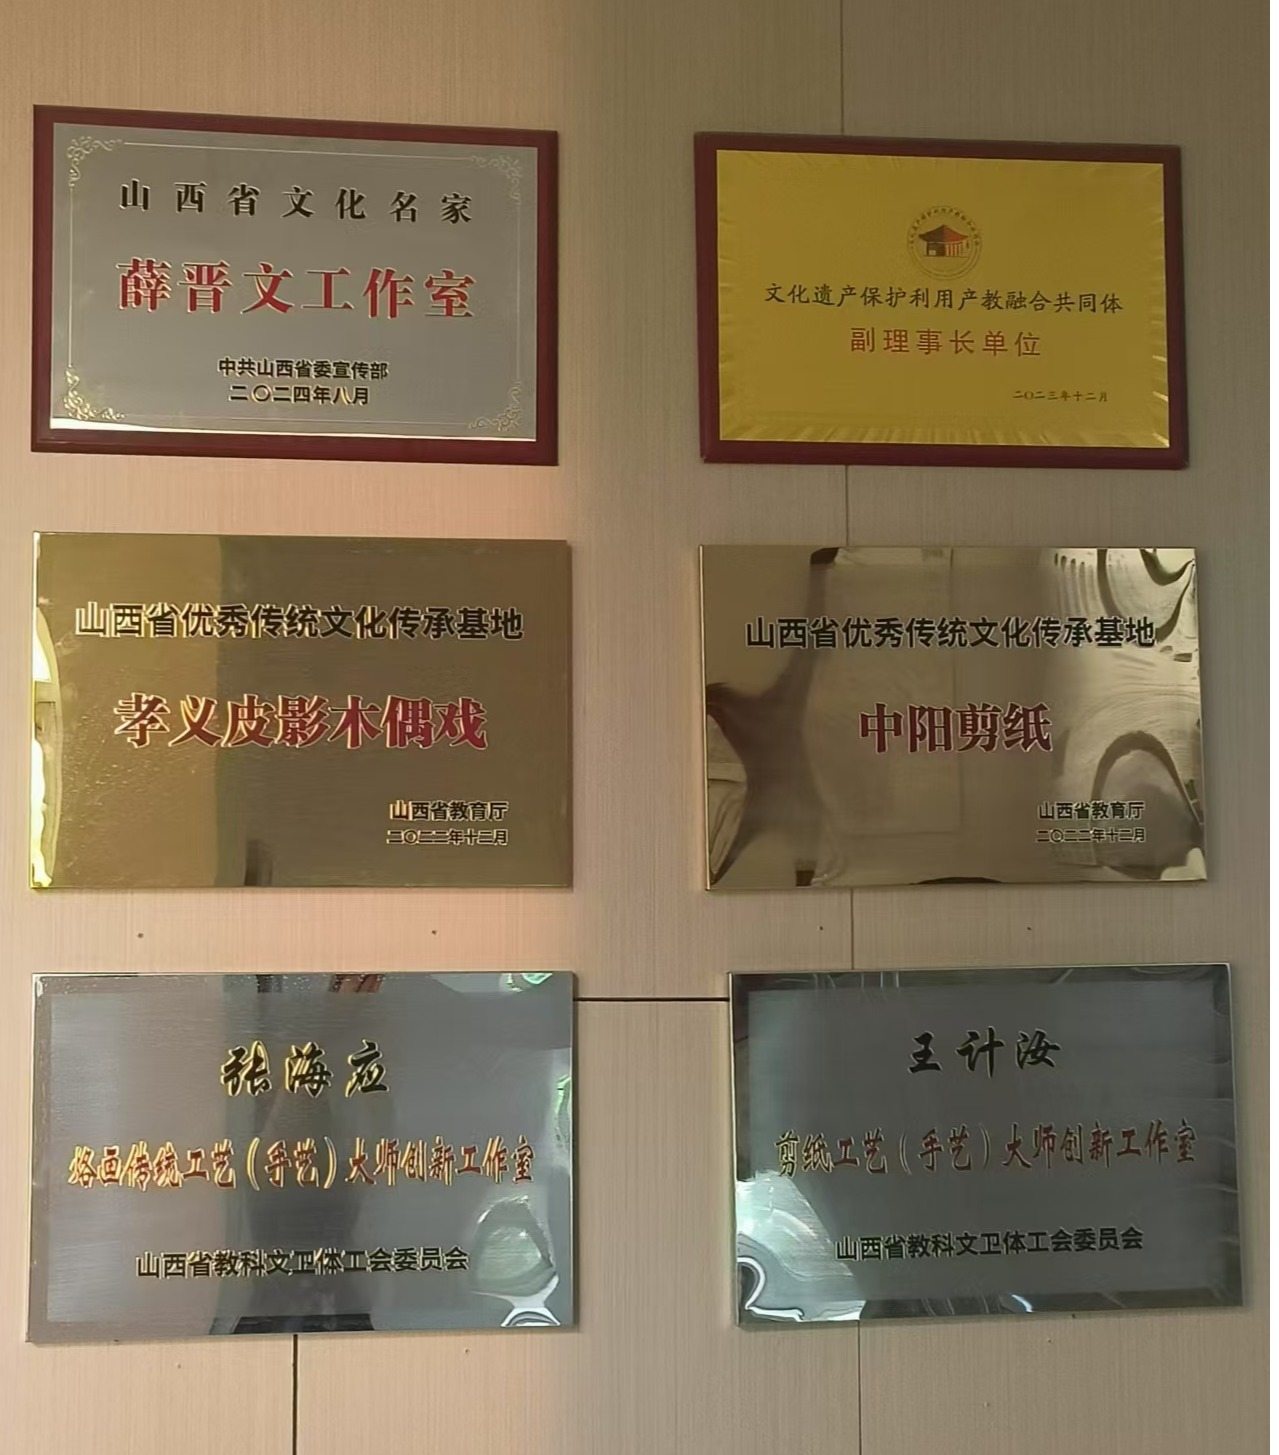 山西省文化名家
薛晋文工作室
中共山西省委宣传部
二〇二四年八月
文化遗产保护利用产教融合共同体
副理事长单位
二〇二三年十二月
山西省优秀传统文化传承基地
孝义皮影木偶戏
山西省教育厅
二〇二二年十二月
山西省优秀传统文化传承基地
中阳剪纸
山西省教育厅
二〇二二年十二月
张海应
烙画传统工艺（手艺）大师创新工作室
山西省教科文卫体工会委员会
王计汝
剪纸工艺（手艺）大师创新工作室
山西省教科文卫体工会委员会